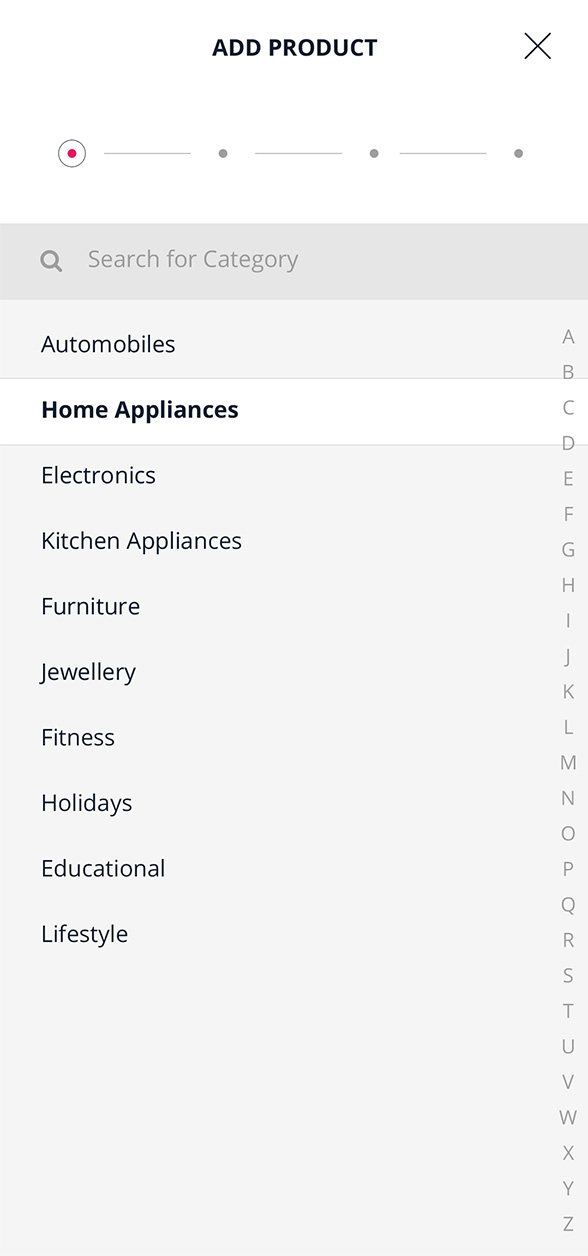 ADD PRODUCT
Search for Category
Automobiles
Home Appliances
Electronics
Kitchen Appliances
Furniture
Jewellery
Fitness
Holidays
Educational
Lifestyle
A
B
C
D
E
F
G
H
I
J
K
L
M
N
O
P
Q
R
S
T
U
V
W
X
Y
Z